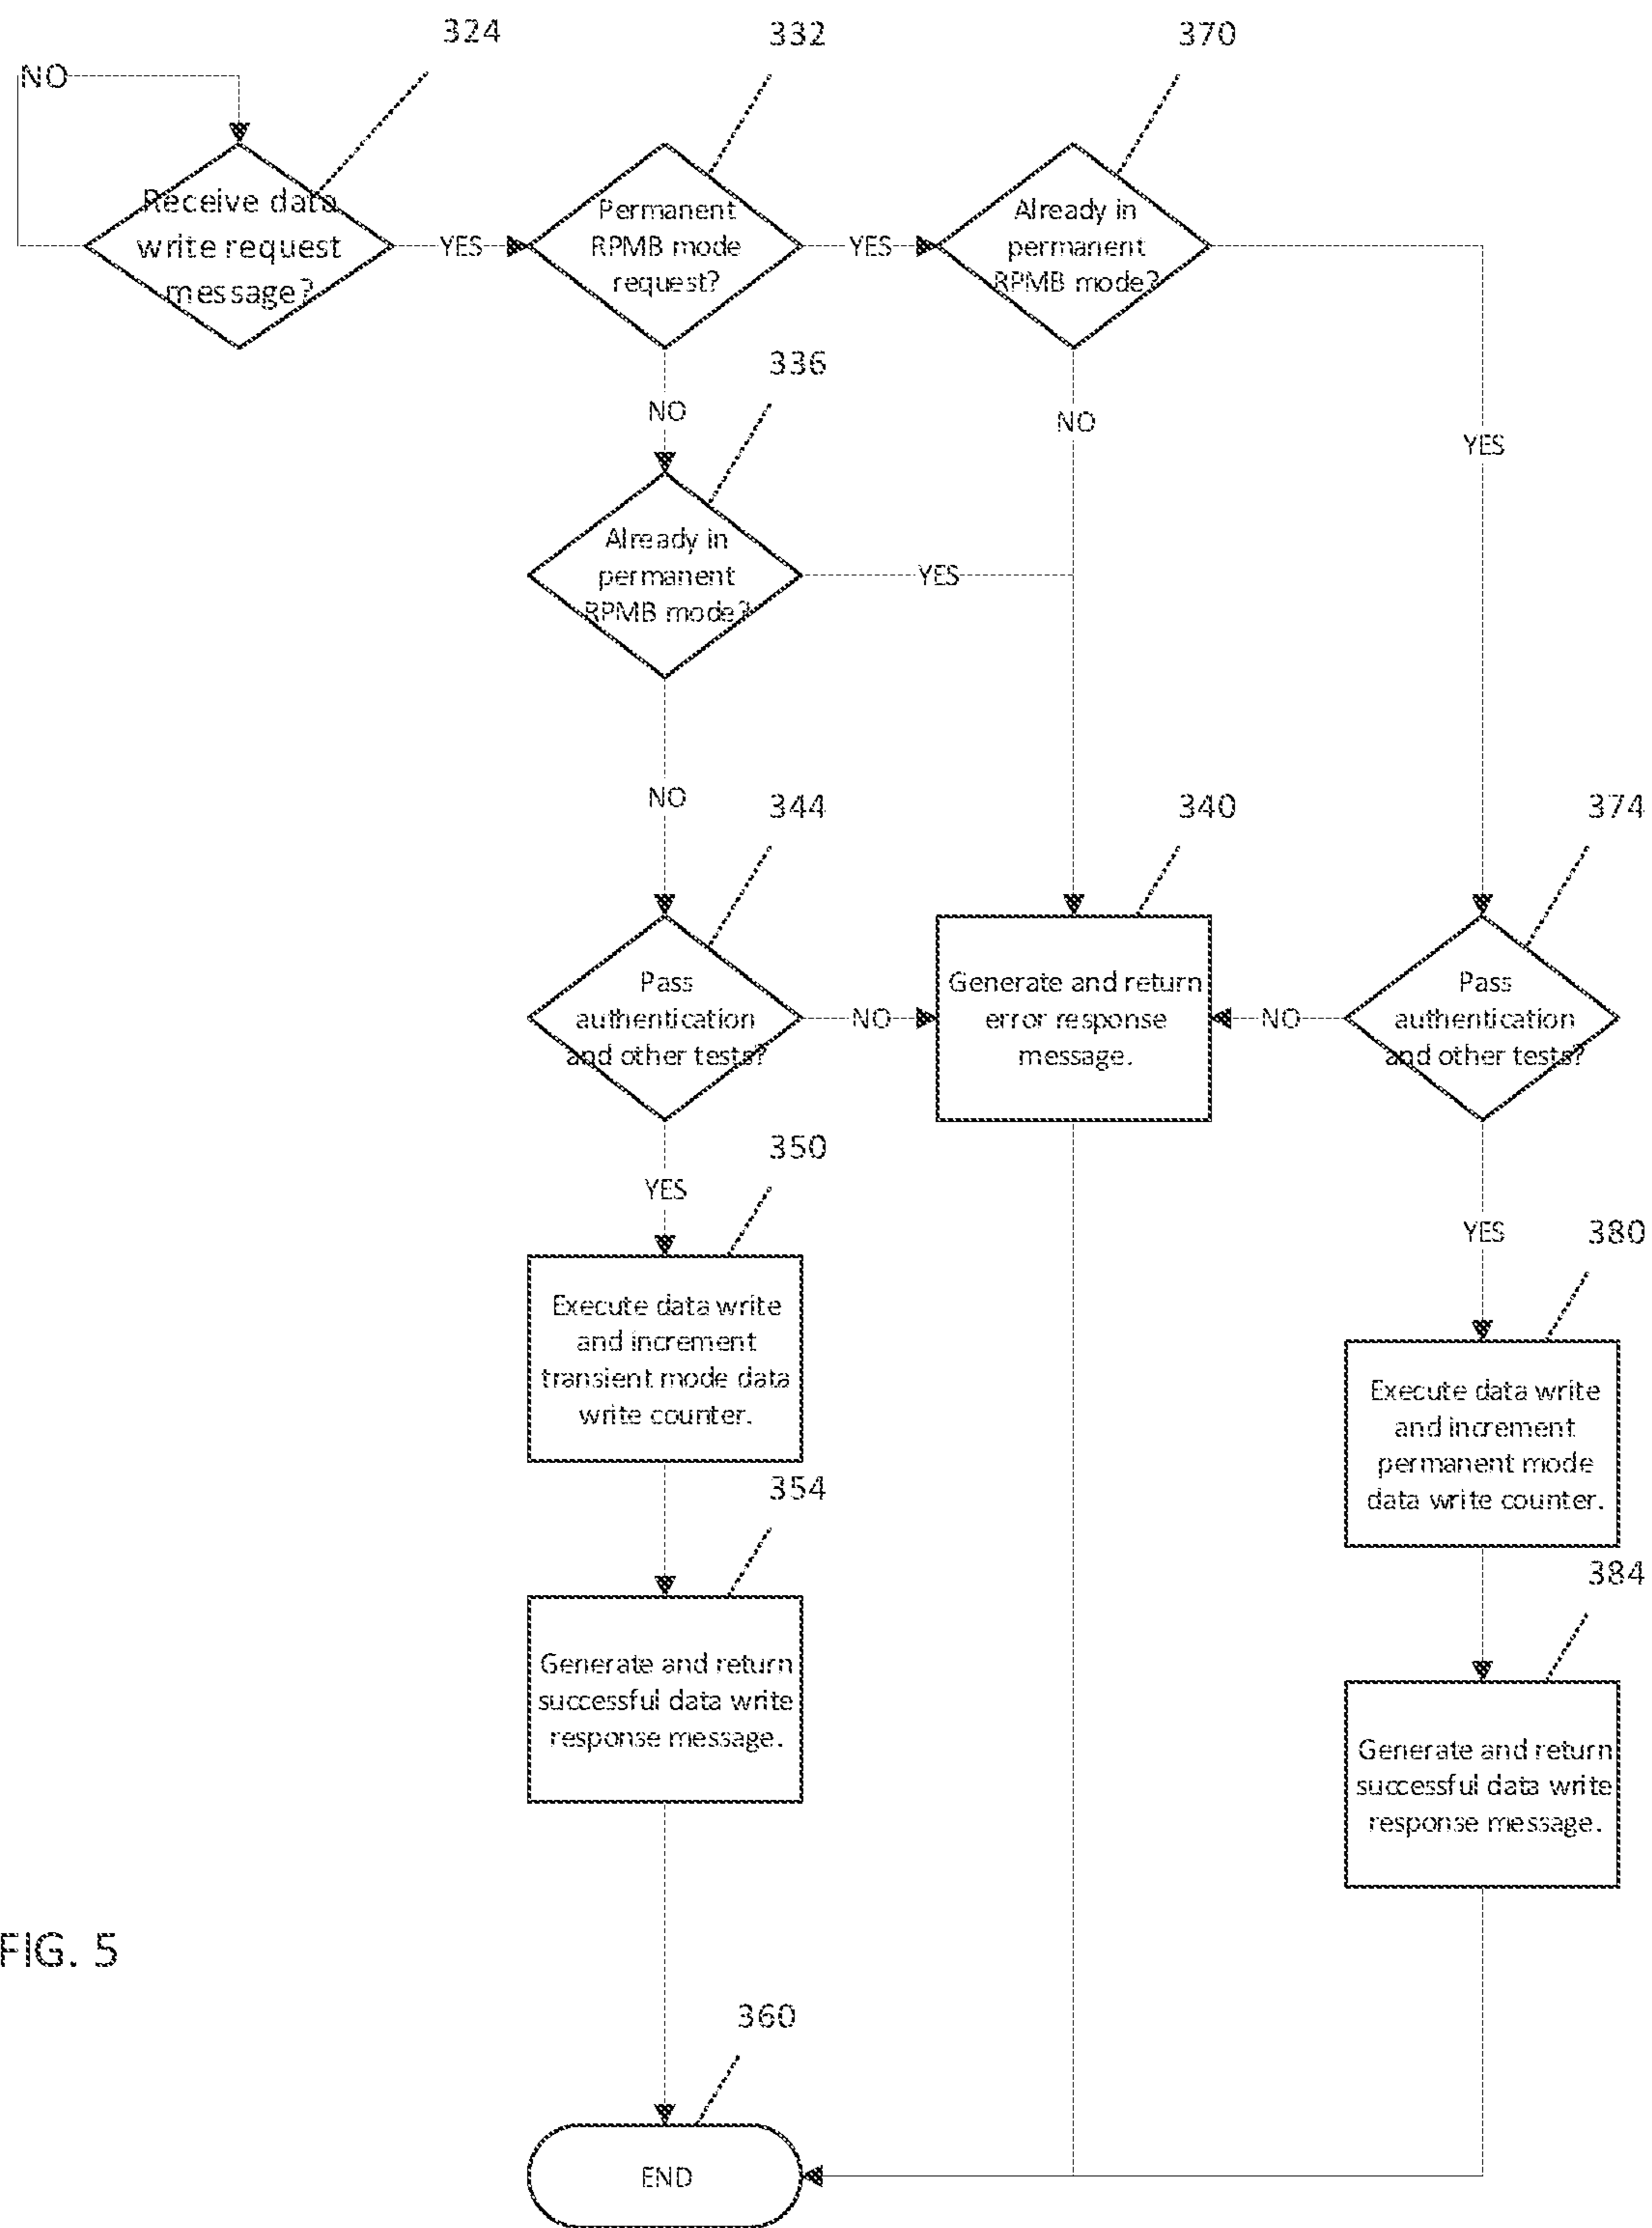 324
332
370
NO
Receive data
write request
message?
YES
Permanent
RPMB mode
request?
YES
Already in
permanent
RPMB mode?
336
NO
NO
YES
Already in
permanent
RPMB mode?
YES
NO
344
340
374
Pass
authentication
and other tests?
NO
Generate and return
error response
message.
NO
Pass
authentication
and other tests?
350
YES
YES
380
Execute data write
and increment
transient mode data
write counter.
Execute data write
and increment
permanent mode
data write counter.
354
384
Generate and return
successful data write
response message.
Generate and return
successful data write
response message.
FIG. 5
360
END